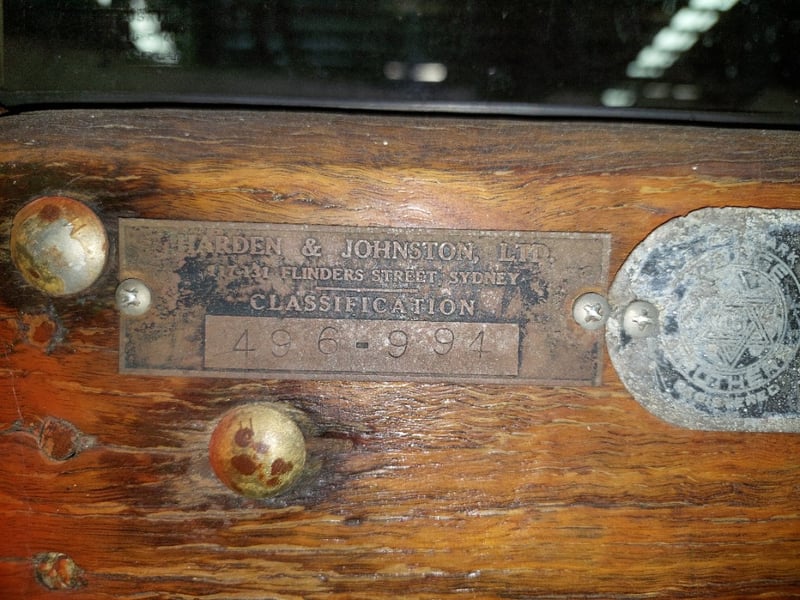 HARDEN & JOHNSTON, LTD.
FLINDERS STREET, SYDNEY
CLASSIFICATION
496-994